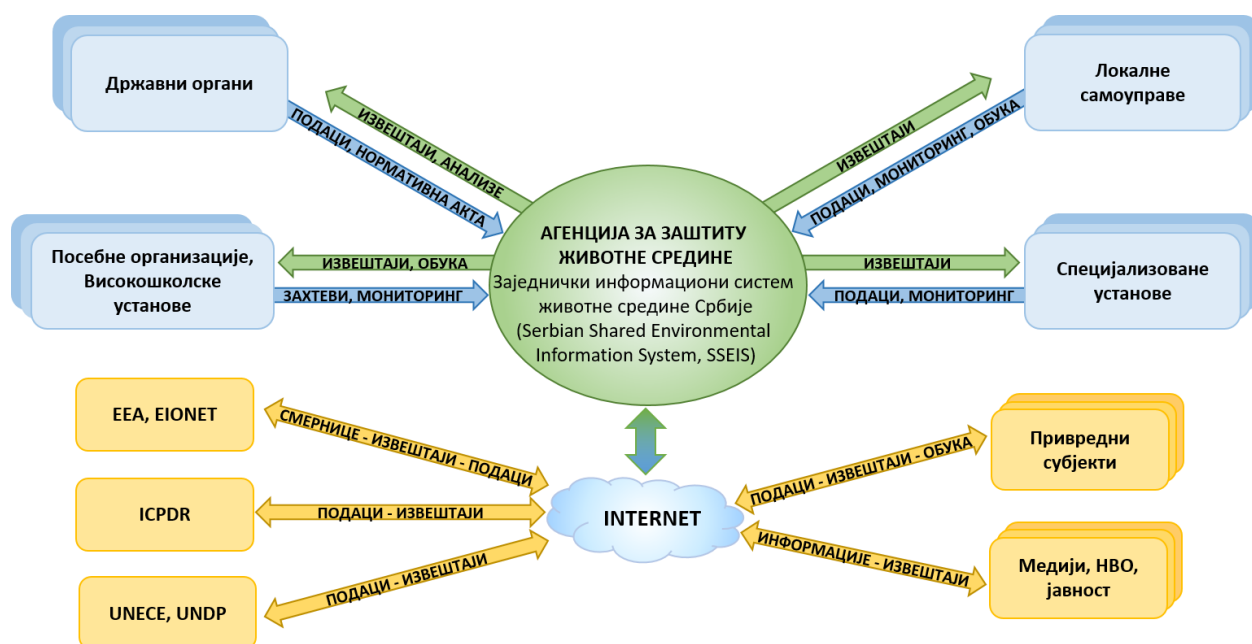 Државни органи
Локалне
самоуправе
ИЗВЕШТАЈИ, АНАЛИЗЕ
ПОДАЦИ, НОРМАТИВНА АКТА
ИЗВЕШТАЈИ
ПОДАЦИ, МОНИТОРИНГ, ОБУКА
Посебне организације,
Високошколске
установе
ИЗВЕШТАЈИ, ОБУКА
ЗАХТЕВИ, МОНИТОРИНГ
АГЕНЦИЈА ЗА ЗАШТИТУ
ЖИВОТНЕ СРЕДИНЕ
Заједнички информациони систем
животне средине Србије
(Serbian Shared Environmental
Information System, SSEIS)
ИЗВЕШТАЈИ
ПОДАЦИ, МОНИТОРИНГ
Специјализоване
установе
EEA, EIONET
СМЕРНИЦЕ - ИЗВЕШТАЈИ - ПОДАЦИ
ICPDR
ПОДАЦИ - ИЗВЕШТАЈИ
UNECE, UNDP
ПОДАЦИ - ИЗВЕШТАЈИ
INTERNET
ПОДАЦИ - ИЗВЕШТАЈИ - ОБУКА
Привредни
субјекти
ИНФОРМАЦИЈЕ - ИЗВЕШТАЈИ
Медији, НВО,
јавност